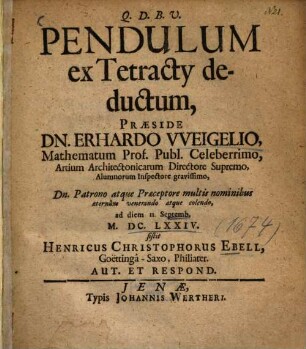 Q. D. B. V.
PENDULUM
ex Tetracty de-
ductum,
PRÆSIDE
DN. ERHARDO VVEIGELIO,
Mathematum Prof. Publ. Celeberrimo,
Artium Architectonicarum Directore Supremo,
Alumnorum Inspectore gravissimo,
Dn. Patrono atque Præceptore multis nominibus
æternùm venerando atque colendo,
ad diem 11. Septemb.
M. DC. LXXIV.
(1674)
sistit
HENRICUS CHRISTOPHORUS EBELL,
Goëttingâ-Saxo, Philiater.
AUT. ET RESPOND.
JENÆ,
Typis JOHANNIS WERTHERI.